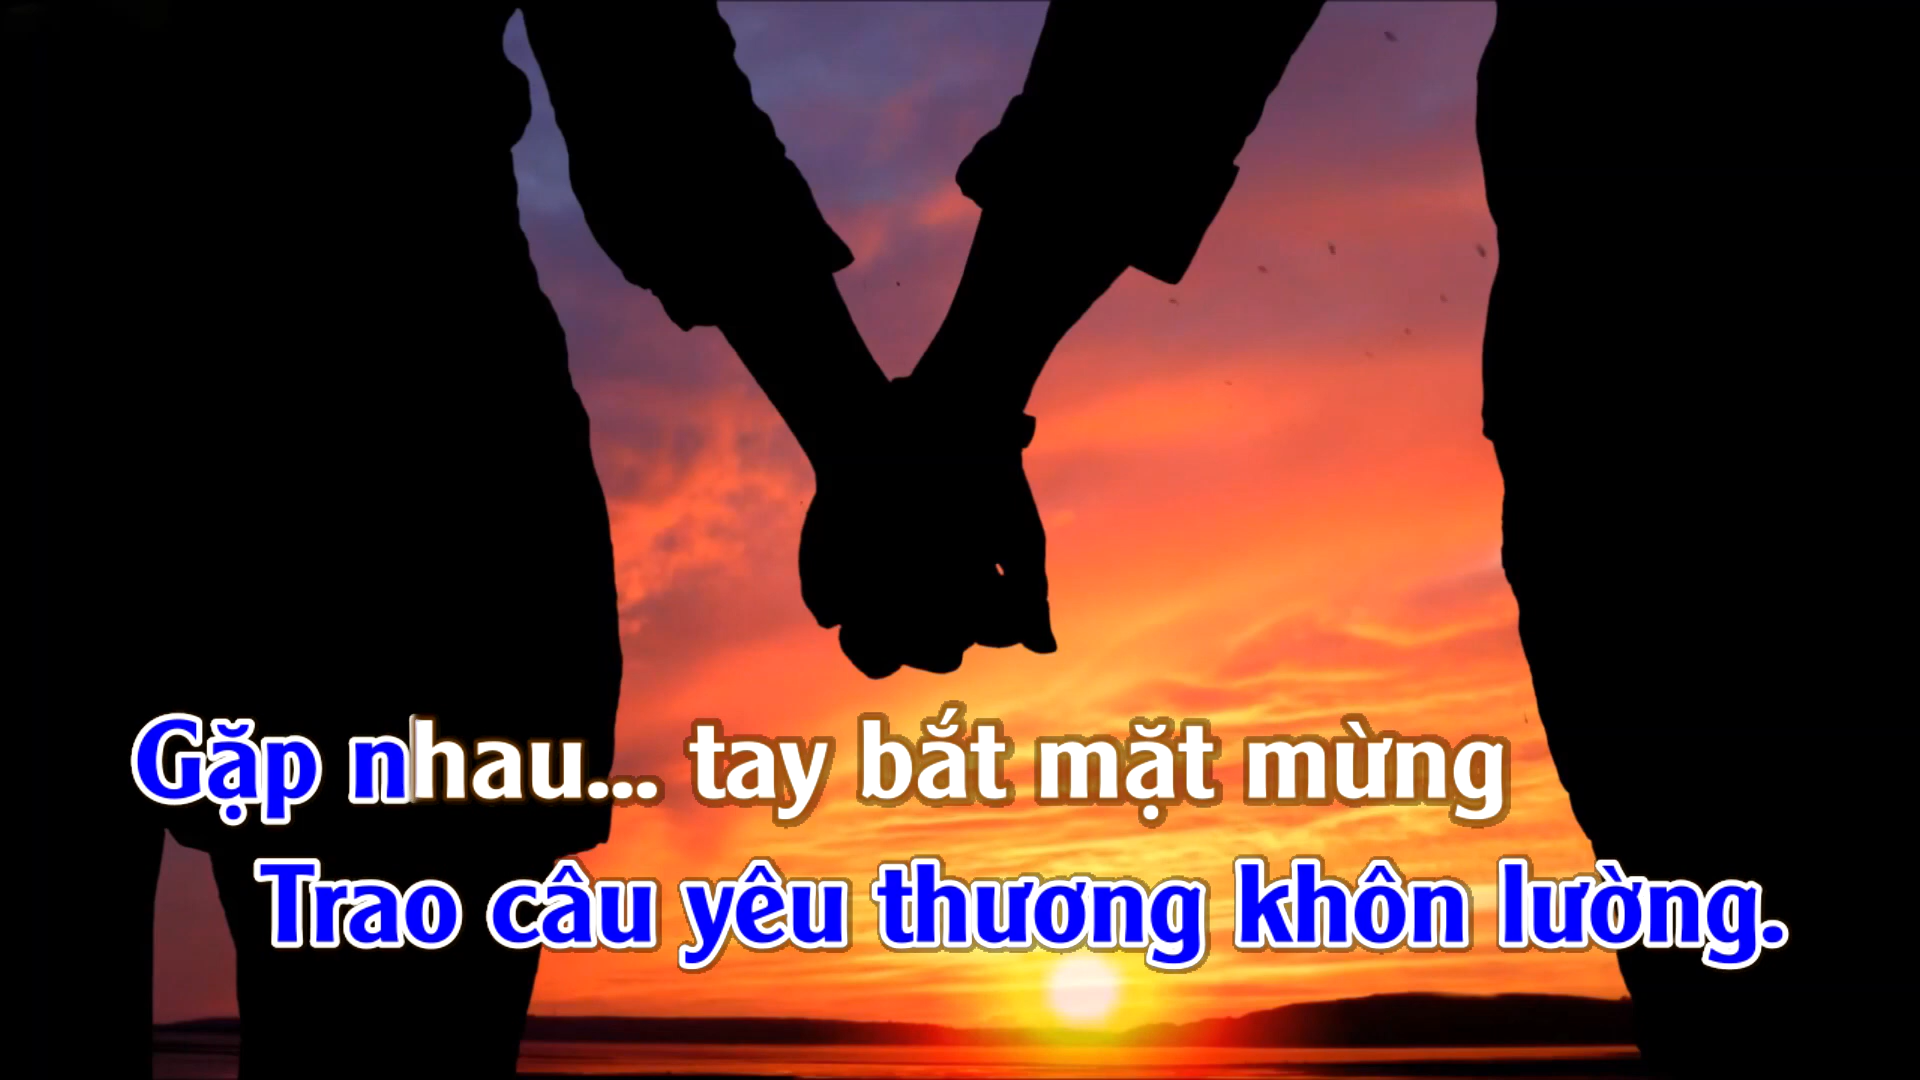 Gặp nhau... tay bắt mặt mừng
Trao câu yêu thương khôn lường.